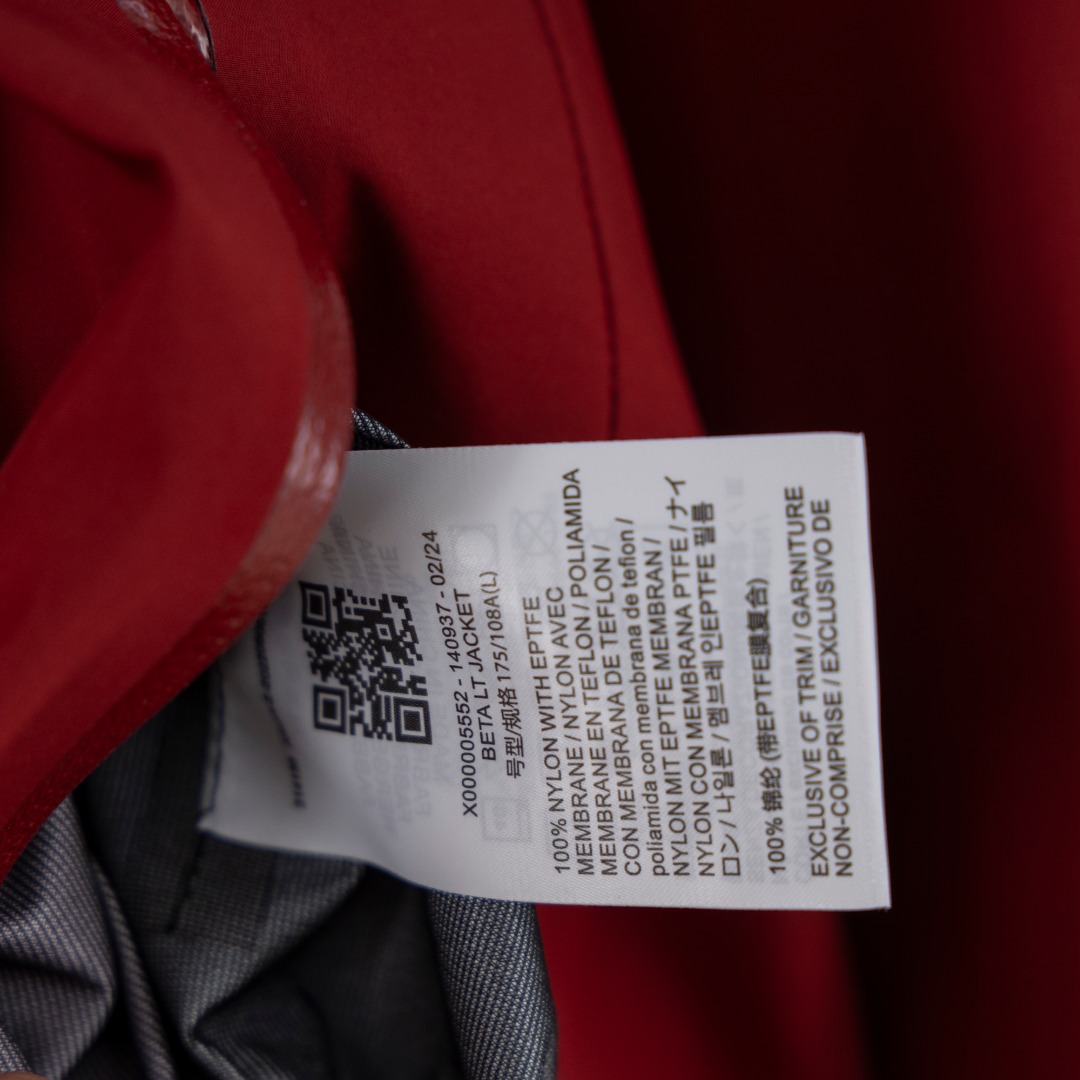 X000005552 - 140937 - 02/24
BETA LT JACKET
号型/规格 175/108A(L)
100% NYLON WITH EPTFE
MEMBRANE / NYLON AVEC
MEMBRANE EN TEFLON / POLIAMIDA
CON MEMBRANA DE TEFLON /
poliamida con membrana de teflon /
NYLON MIT EPTFE MEMBRAN /
NYLON CON MEMBRANA PTFE / ナイ
ロン / 나일론 / 멤브레인EPTFE 필름
100% 锦纶 (带EPTFE膜复合)
EXCLUSIVE OF TRIM / GARNITURE
NON-COMPRISE / EXCLUSIVO DE